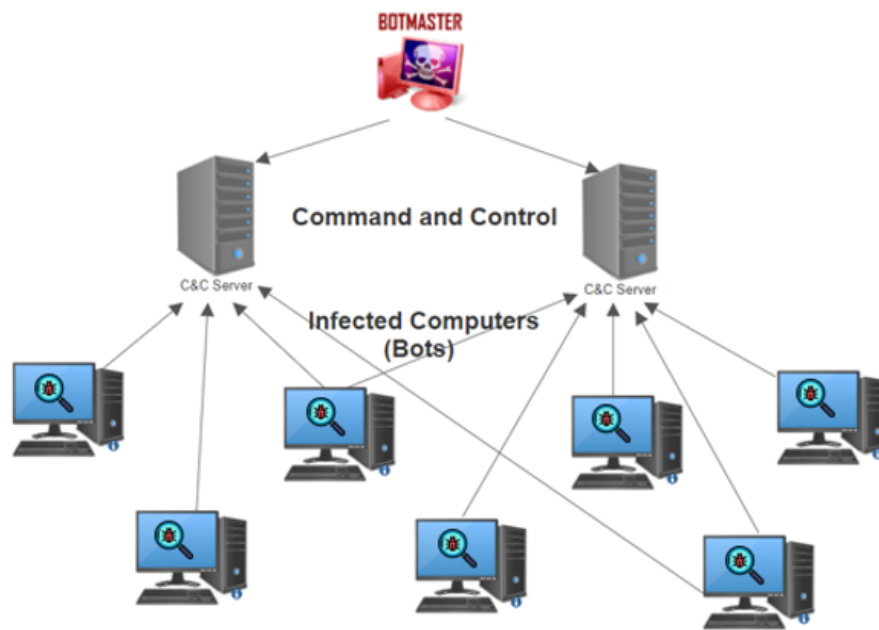 BOTMASTER
Command and Control
C&C Server
C&C Server
Infected Computers
(Bots)